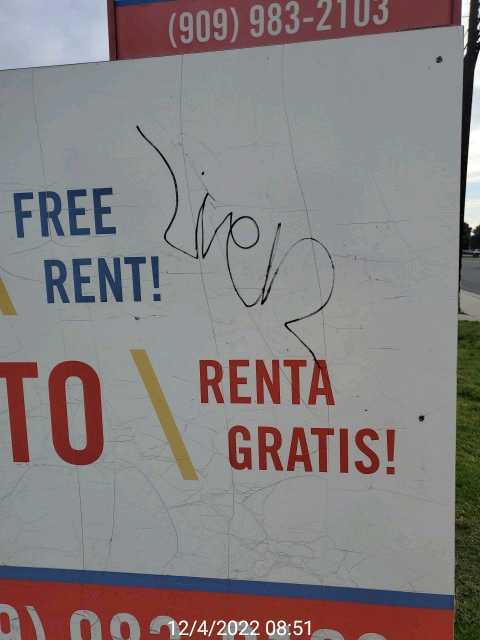 (909) 983-2103
FREE
RENT!
TO
RENTA
GRATIS!
12/4/2022 08:51